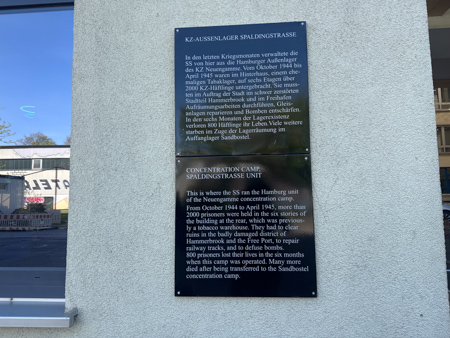 KZ-AUSSENLAGER SPALDINGSTRASSE
In den letzten Kriegsmonaten verwaltete die
SS von hier aus die Hamburger Außenlager
des KZ Neuengamme. Vom Oktober 1944 bis
April 1945 waren im Hinterhaus, einem ehe-
maligen Tabaklager, auf sechs Etagen über
2000 KZ-Häftlinge untergebracht. Sie muss-
ten im Auftrag der Stadt im schwer zerstörten
Stadtteil Hammerbrook und im Freihafen
Aufräumungsarbeiten durchführen, Gleis-
anlagen reparieren und Bomben entschärfen.
In den sechs Monaten der Lagerexistenz
verloren 800 Häftlinge ihr Leben. Viele weitere
starben im Zuge der Lagerräumung im
Auffanglager Sandbostel.
CONCENTRATION CAMP,
SPALDINGSTRASSE UNIT
This is where the SS ran the Hamburg unit
of the Neuengamme concentration camp.
From October 1944 to April 1945, more than
2000 prisoners were held in the six stories of
the building at the rear, which was previous-
ly a tobacco warehouse. They had to clear
ruins in the badly damaged district of
Hammerbrook and the Free Port, to repair
railway tracks, and to defuse bombs.
800 prisoners lost their lives in the six months
when this camp was operated. Many more
died after being transferred to the Sandbostel
concentration camp.